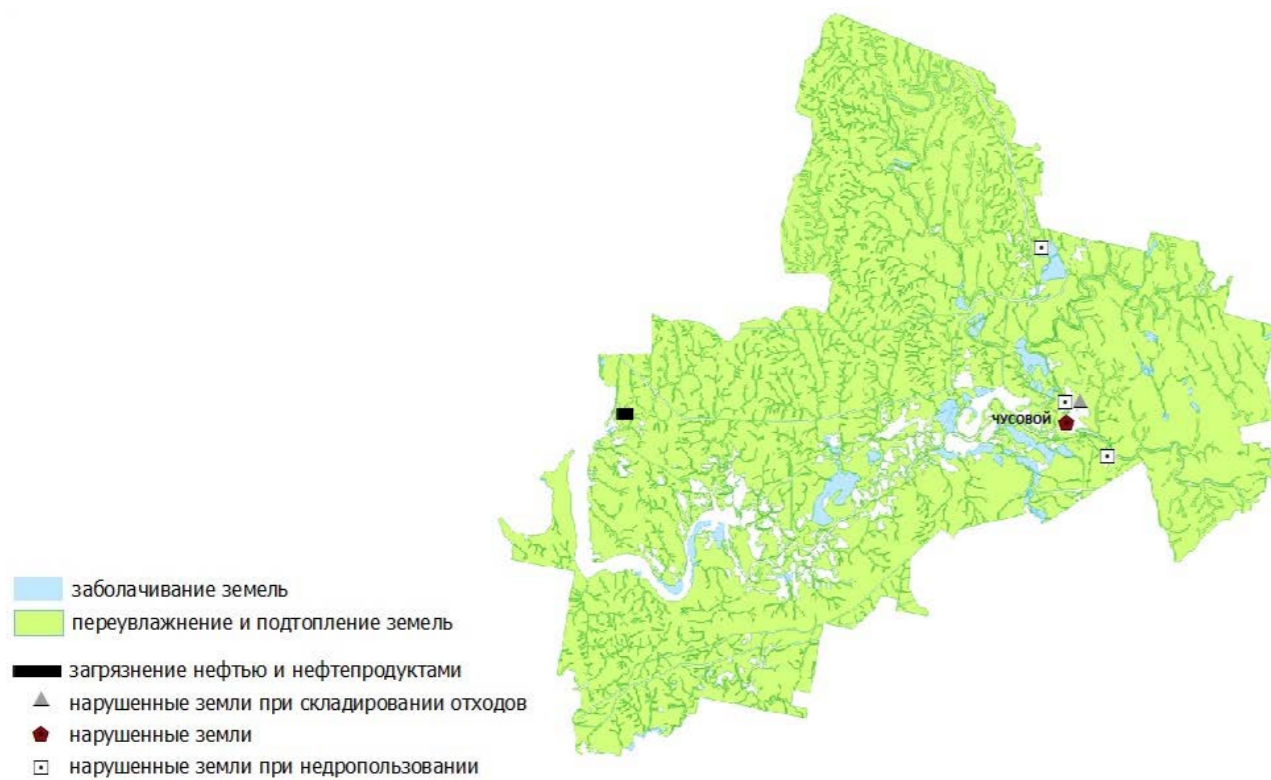 ЧУСОВОЙ
заболачивание земель
переувлажнение и подтопление земель
загрязнение нефтью и нефтепродуктами
нарушенные земли при складировании отходов
нарушенные земли
нарушенные земли при недропользовании